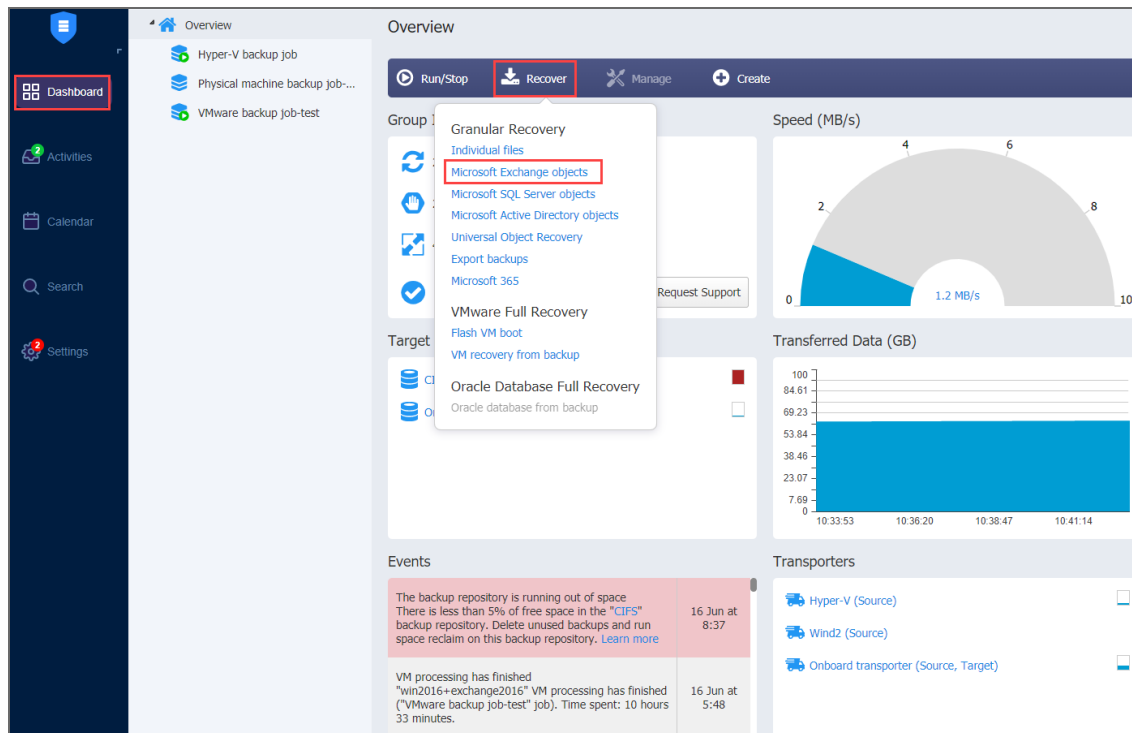 Overview
Hyper-V backup job
Physical machine backup job-...
VMware backup job-test
Dashboard
2
Activities
Calendar
Search
2
Settings
Overview
Run/Stop
Recover
Manage
Create
Group
Granular Recovery
Individual files
Microsoft Exchange objects
Microsoft SQL Server objects
Microsoft Active Directory objects
Universal Object Recovery
Export backups
Microsoft 365
VMware Full Recovery
Flash VM boot
VM recovery from backup
Oracle Database Full Recovery
Oracle database from backup
Request Support
Target
Speed (MB/s)
0
2
4
6
8
10
1.2 MB/s
Transferred Data (GB)
100
84.61
69.23
53.84
38.46
23.07
7.69
0
10:33:53
10:36:20
10:38:47
10:41:14
Events
The backup repository is running out of space
There is less than 5% of free space in the "CIFS"
backup repository. Delete unused backups and run
space reclaim on this backup repository. Learn more
16 Jun at
8:37
VM processing has finished
"win2016+exchange2016" VM processing has finished
("VMware backup job-test" job). Time spent: 10 hours
33 minutes.
16 Jun at
5:48
Transporters
Hyper-V (Source)
Wind2 (Source)
Onboard transporter (Source, Target)